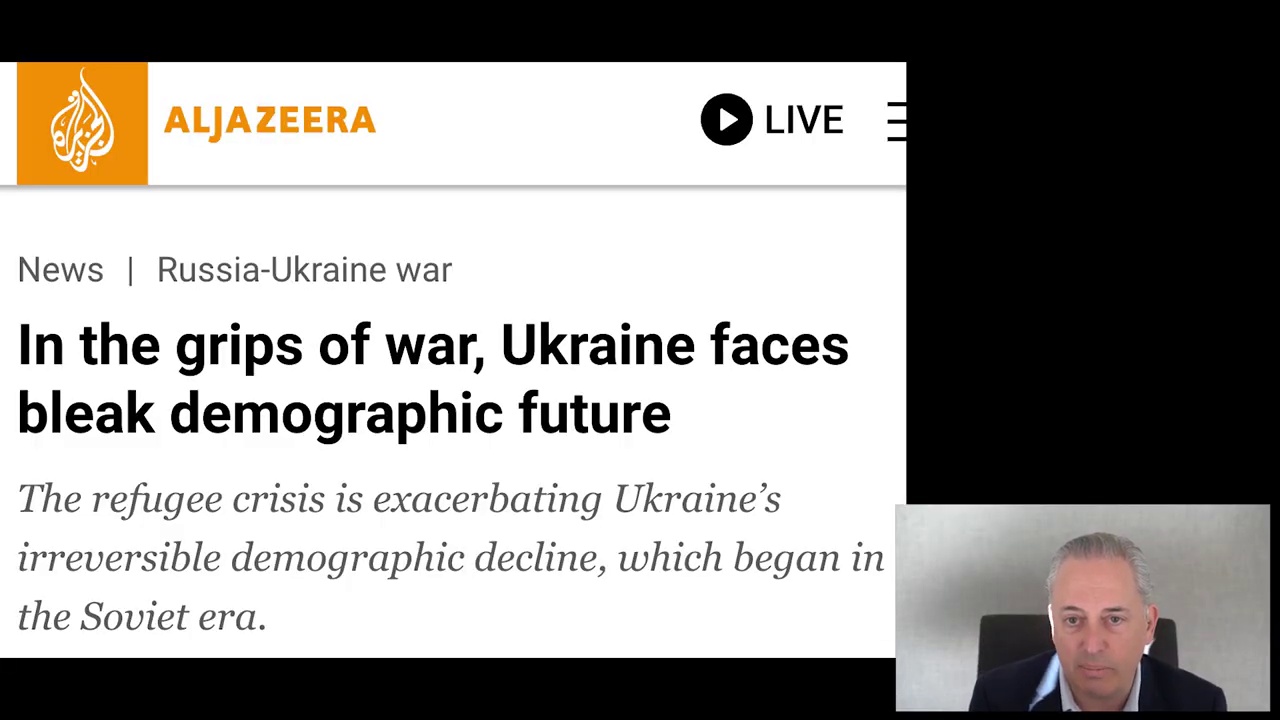 ALJAZEERA
LIVE
News | Russia-Ukraine war
In the grips of war, Ukraine faces
bleak demographic future
The refugee crisis is exacerbating Ukraine’s
irreversible demographic decline, which began in
the Soviet era.